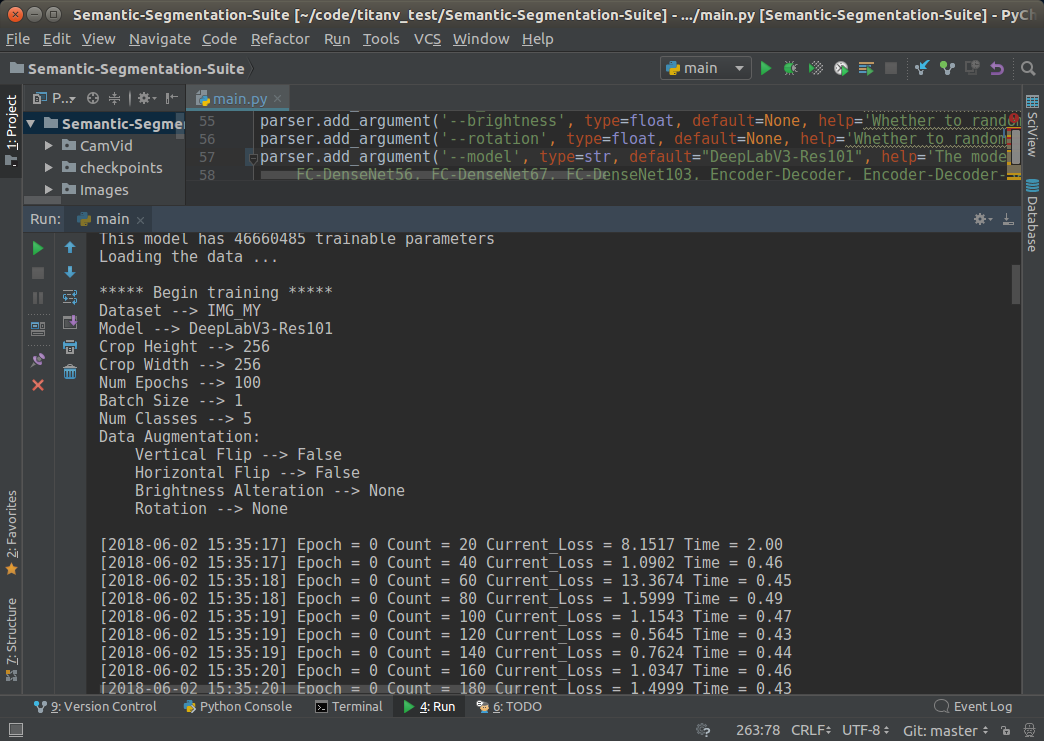 Semantic-Segmentation-Suite [~/code/titanv_test/Semantic-Segmentation-Suite] - .../main.py [Semantic-Segmentation-Suite] - PyCh
File Edit View Navigate Code Refactor Run Tools VCS Window Help
Semantic-Segmentation-Suite
main
1: Project
P...
main.py
Semantic-Segme
CamVid
checkpoints
Images
55 parser.add_argument('--brightness', type=float, default=None, help='Whether to random
56 parser.add_argument('--rotation', type=float, default=None, help='Whether to random
57 parser.add_argument('--model', type=str, default="DeepLabV3-Res101", help='The mode
58 FC-DenseNet56, FC-DenseNet67, FC-DenseNet103, Encoder-Decoder, Encoder-Decoder-
SciView
Database
Run: main
This model has 46660485 trainable parameters
Loading the data ...
***** Begin training *****
Dataset --> IMG_MY
Model --> DeepLabV3-Res101
Crop Height --> 256
Crop Width --> 256
Num Epochs --> 100
Batch Size --> 1
Num Classes --> 5
Data Augmentation:
Vertical Flip --> False
Horizontal Flip --> False
Brightness Alteration --> None
Rotation --> None
[2018-06-02 15:35:17] Epoch = 0 Count = 20 Current_Loss = 8.1517 Time = 2.00
[2018-06-02 15:35:17] Epoch = 0 Count = 40 Current_Loss = 1.0902 Time = 0.46
[2018-06-02 15:35:18] Epoch = 0 Count = 60 Current_Loss = 13.3674 Time = 0.45
[2018-06-02 15:35:18] Epoch = 0 Count = 80 Current_Loss = 1.5999 Time = 0.49
[2018-06-02 15:35:19] Epoch = 0 Count = 100 Current_Loss = 1.1543 Time = 0.47
[2018-06-02 15:35:19] Epoch = 0 Count = 120 Current_Loss = 0.5645 Time = 0.43
[2018-06-02 15:35:19] Epoch = 0 Count = 140 Current_Loss = 0.7624 Time = 0.44
[2018-06-02 15:35:20] Epoch = 0 Count = 160 Current_Loss = 1.0347 Time = 0.46
[2018-06-02 15:35:20] Epoch = 0 Count = 180 Current_Loss = 1.4999 Time = 0.43
2: Favorites
7: Structure
9: Version Control Python Console Terminal 4: Run 6: TODO Event Log
263:78 CRLF UTF-8 Git: master